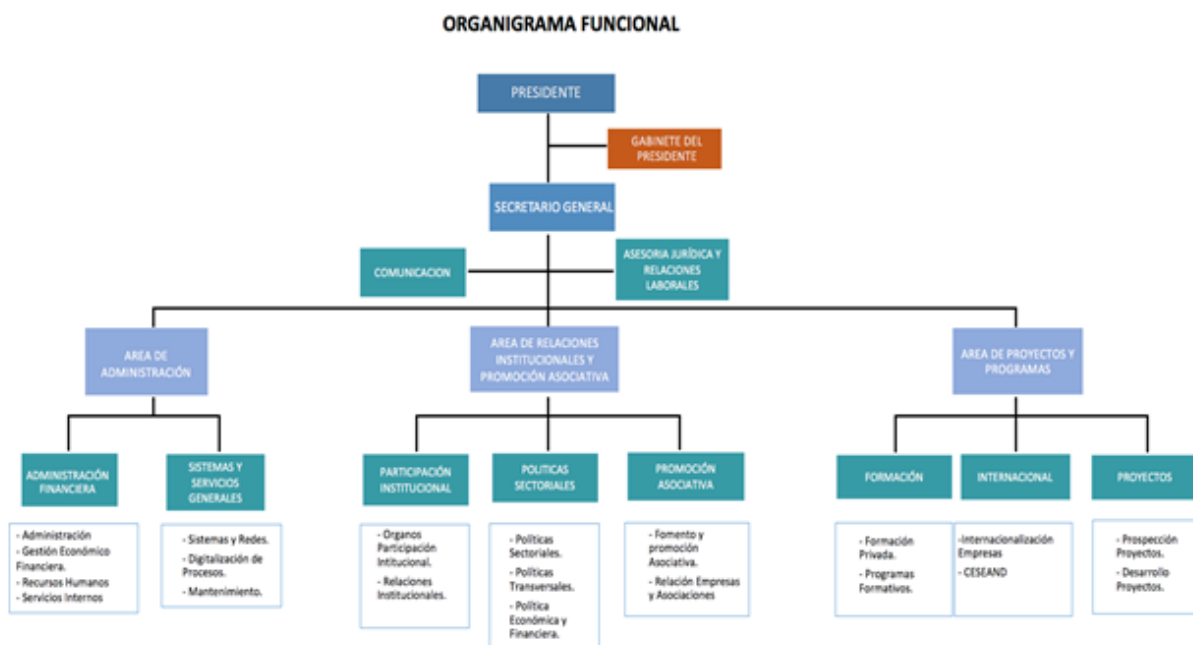 ORGANIGRAMA FUNCIONAL
PRESIDENTE
GABINETE DEL
PRESIDENTE
SECRETARIO GENERAL
COMUNICACION
ASESORIA JURÍDICA Y
RELACIONES
LABORALES
AREA DE
ADMINISTRACIÓN
AREA DE RELACIONES
INSTITUCIONALES Y
PROMOCIÓN ASOCIATIVA
AREA DE PROYECTOS Y
PROGRAMAS
ADMINISTRACIÓN
FINANCIERA
SISTEMAS Y
SERVICIOS
GENERALES
PARTICIPACIÓN
INSTITUCIONAL
POLITICAS
SECTORIALES
PROMOCIÓN
ASOCIATIVA
FORMACIÓN
INTERNACIONAL
PROYECTOS
- Administración
- Gestión Económico
Financiera.
- Recursos Humanos
- Servicios Internos
- Sistemas y Redes.
- Digitalización de
Procesos.
- Mantenimiento.
- Organos
Participación
Intitucional.
- Relaciones
Institucionales.
- Políticas
Sectoriales.
- Políticas
Transversales.
- Política
Económica y
Financiera.
- Fomento y
promoción
Asociativa.
- Relación Empresas
y Asociaciones
- Formación
Privada.
- Programas
Formativos.
-Internacionalización
Empresas
- CESEAND
- Prospección
Proyectos.
- Desarrollo
Proyectos.